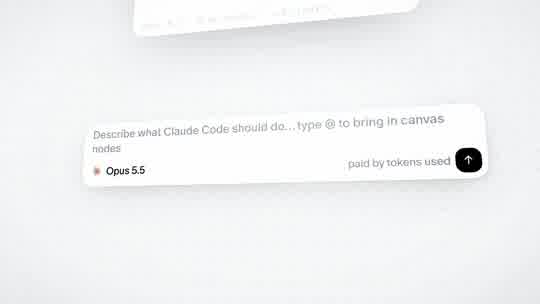 Describe what Claude Code should do... type @ to bring in canvas
nodes
Opus 5.5
paid by tokens used